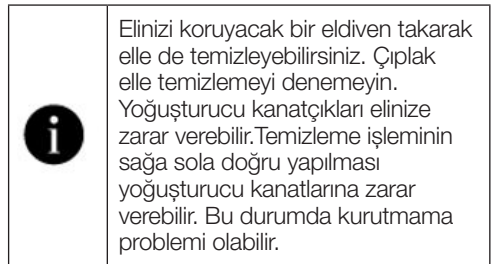 Elinizi koruyacak bir eldiven takarak
elle de temizleyebilirsiniz. Çıplak
elle temizlemeyi denemeyin.
Yoğuşturucu kanatçıkları elinize
zarar verebilir.Temizleme işleminin
sağa sola doğru yapılması
yoğuşturucu kanatlarına zarar
verebilir. Bu durumda kurutmama
problemi olabilir.